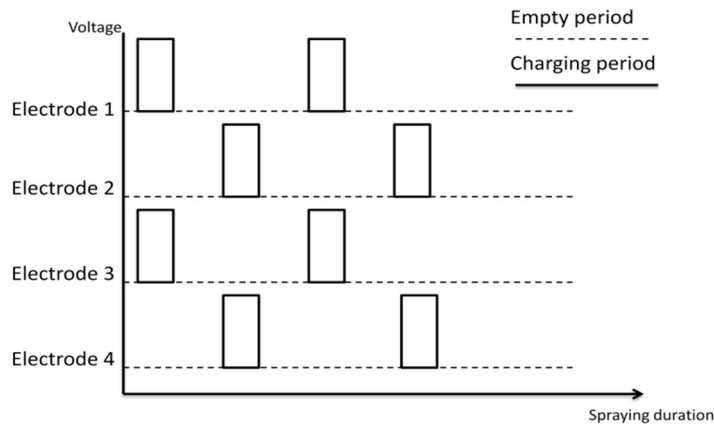 Empty period
Voltage
Charging period
Electrode 1
Electrode 2
Electrode 3
Electrode 4
Spraying duration